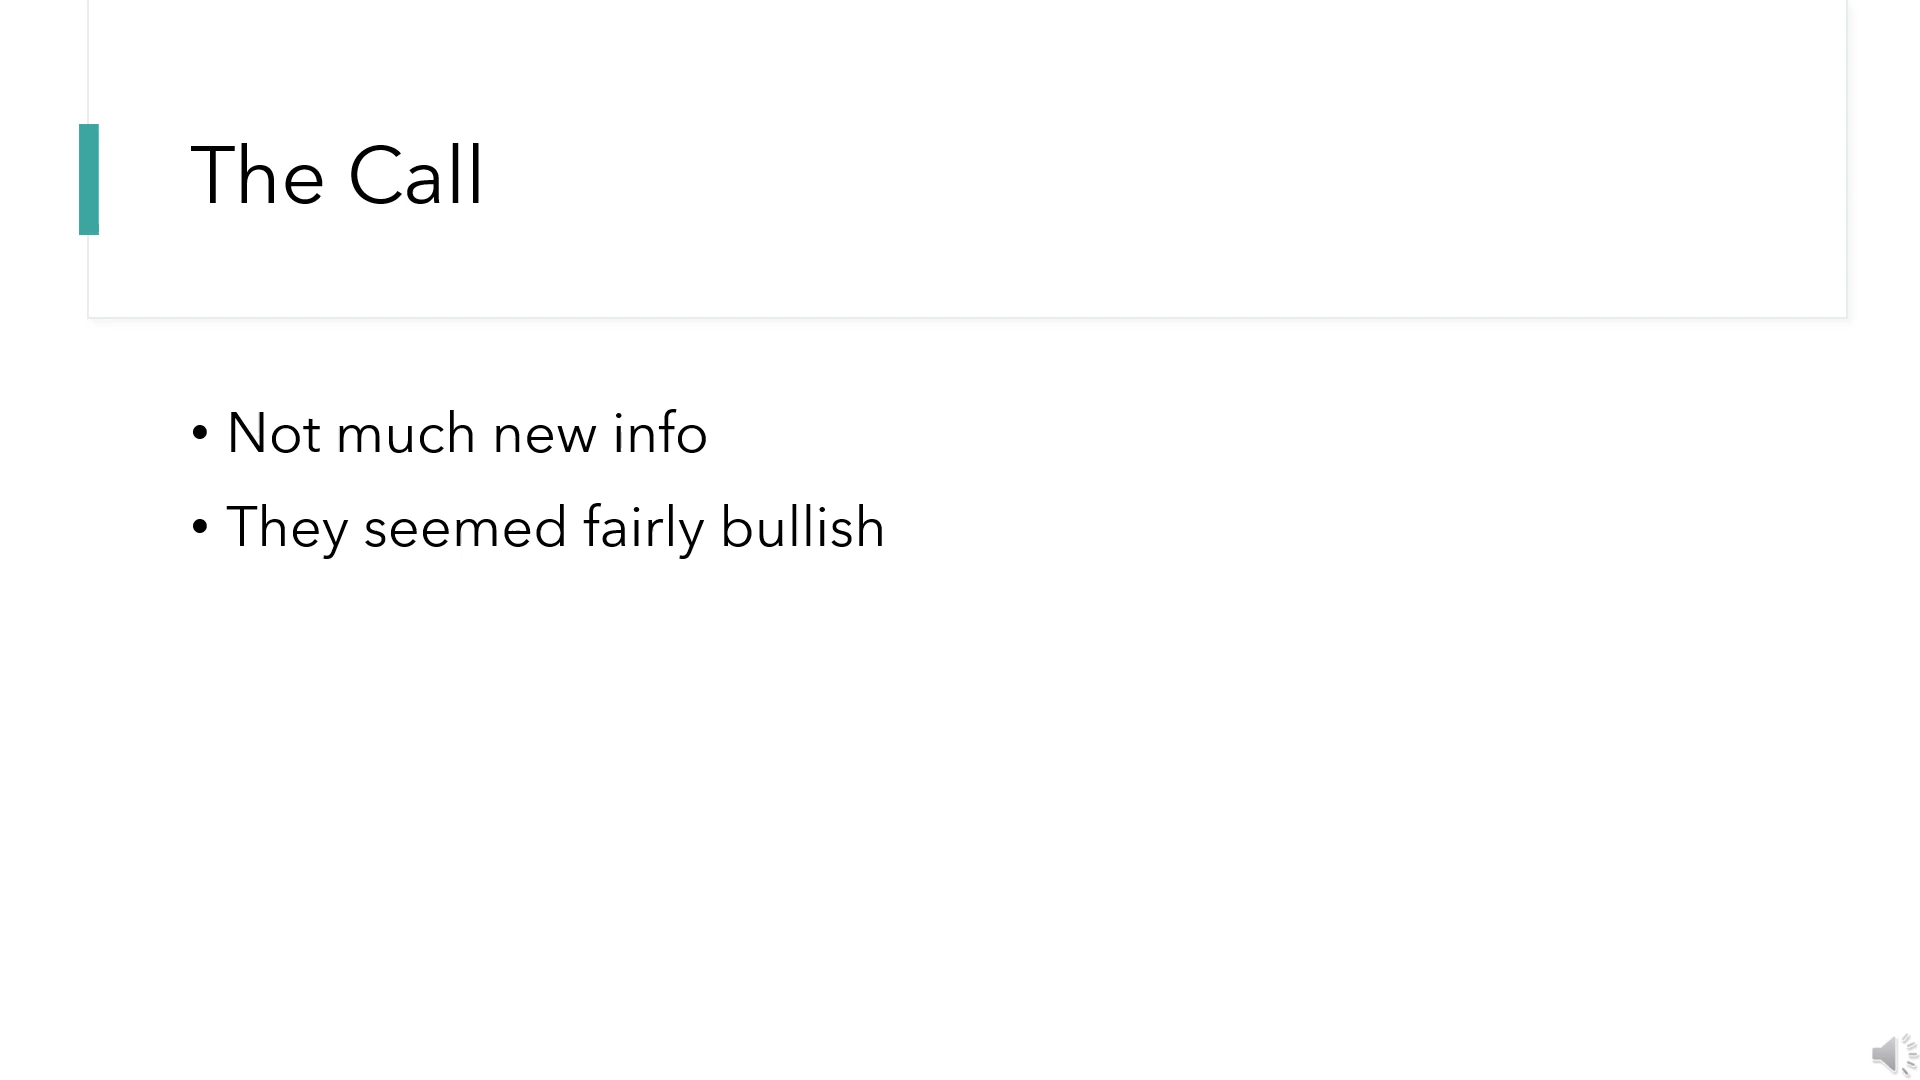 The Call
• Not much new info
• They seemed fairly bullish